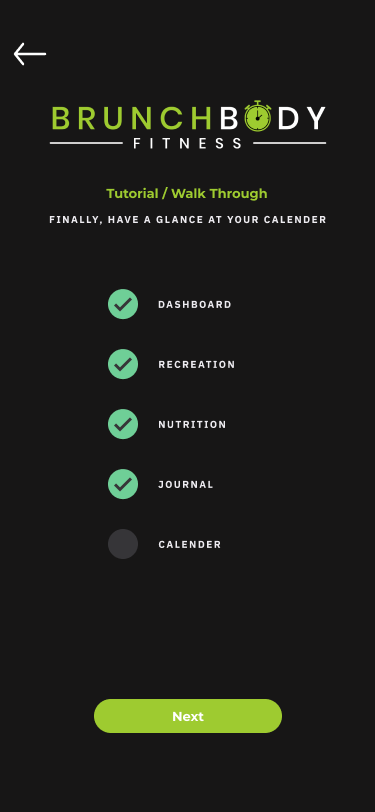 BRUNCHBODY
FITNESS
Tutorial / Walk Through
FINALLY, HAVE A GLANCE AT YOUR CALENDER
DASHBOARD
RECREATION
NUTRITION
JOURNAL
CALENDER
Next